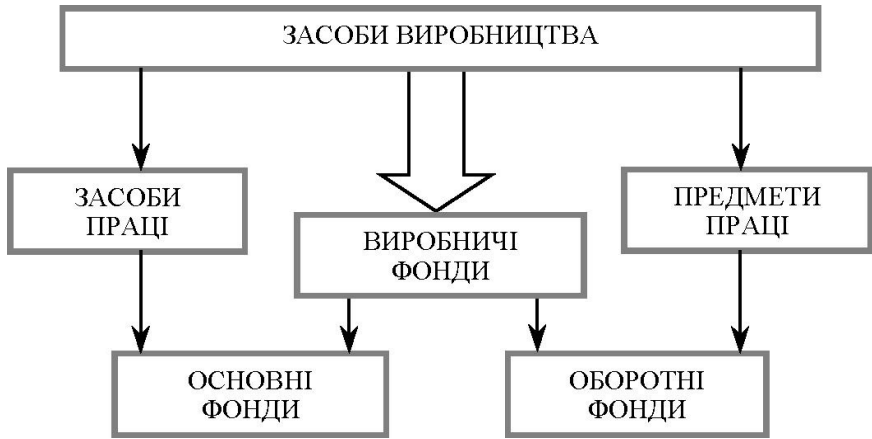 ЗАСОБИ ВИРОБНИЦТВА
ЗАСОБИ
ПРАЦІ
ВИРОБНИЧІ
ФОНДИ
ПРЕДМЕТИ
ПРАЦІ
ОСНОВНІ
ФОНДИ
ОБОРОТНІ
ФОНДИ